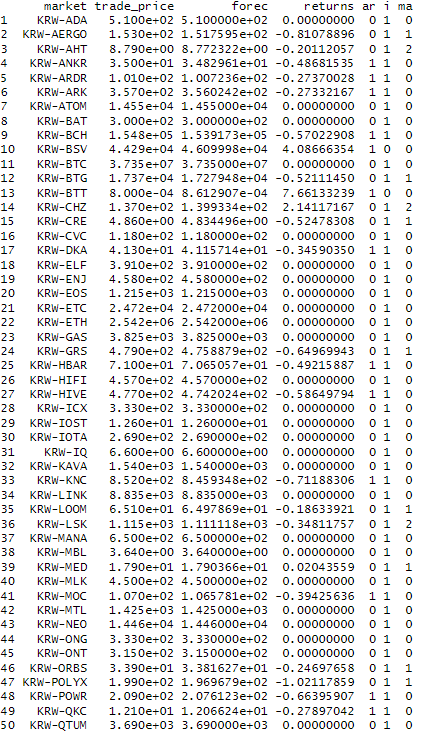 market trade_price forec returns ar i ma
1 KRW-ADA 5.100e+02 5.100000e+02 0.00000000 0 1 0
2 KRW-AERGO 1.530e+02 1.517595e+02 -0.81078896 0 1 1
3 KRW-AHT 8.790e+00 8.772322e+00 -0.20112057 0 1 2
4 KRW-ANKR 3.500e+01 3.482961e+01 -0.48681535 1 1 0
5 KRW-ARDR 1.010e+02 1.007236e+02 -0.27370028 1 1 0
6 KRW-ARK 3.570e+02 3.560242e+02 -0.27332167 1 1 0
7 KRW-ATOM 1.455e+04 1.455000e+04 0.00000000 0 1 0
8 KRW-BAT 3.000e+02 3.000000e+02 0.00000000 0 1 0
9 KRW-BCH 1.548e+05 1.539173e+05 -0.57022908 1 1 0
10 KRW-BSV 4.429e+04 4.609998e+04 4.08666354 1 0 0
11 KRW-BTC 3.735e+07 3.735000e+07 0.00000000 0 1 0
12 KRW-BTG 1.737e+04 1.727948e+04 -0.52111450 0 1 1
13 KRW-BTT 8.000e-04 8.612907e-04 7.66133239 1 0 0
14 KRW-CHZ 1.370e+02 1.399334e+02 2.14117167 0 1 2
15 KRW-CRE 4.860e+00 4.834496e+00 -0.52478308 0 1 1
16 KRW-CVC 1.180e+02 1.180000e+02 0.00000000 0 1 0
17 KRW-DKA 4.130e+01 4.115714e+01 -0.34590350 1 1 0
18 KRW-ELF 3.910e+02 3.910000e+02 0.00000000 0 1 0
19 KRW-ENJ 4.580e+02 4.580000e+02 0.00000000 0 1 0
20 KRW-EOS 1.215e+03 1.215000e+03 0.00000000 0 1 0
21 KRW-ETC 2.472e+04 2.472000e+04 0.00000000 0 1 0
22 KRW-ETH 2.542e+06 2.542000e+06 0.00000000 0 1 0
23 KRW-GAS 3.825e+03 3.825000e+03 0.00000000 0 1 0
24 KRW-GRS 4.790e+02 4.758879e+02 -0.64969943 0 1 1
25 KRW-HBAR 7.100e+01 7.065057e+01 -0.49215887 1 1 0
26 KRW-HIFI 4.570e+02 4.570000e+02 0.00000000 0 1 0
27 KRW-HIVE 4.770e+02 4.742024e+02 -0.58649794 1 1 0
28 KRW-ICX 3.330e+02 3.330000e+02 0.00000000 0 1 0
29 KRW-IOST 1.260e+01 1.260000e+01 0.00000000 0 1 0
30 KRW-IOTA 2.690e+02 2.690000e+02 0.00000000 0 1 0
31 KRW-IQ 6.600e+00 6.600000e+00 0.00000000 0 1 0
32 KRW-KAVA 1.540e+03 1.540000e+03 0.00000000 0 1 0
33 KRW-KNC 8.520e+02 8.459348e+02 -0.71188306 1 1 0
34 KRW-LINK 8.835e+03 8.835000e+03 0.00000000 0 1 0
35 KRW-LOOM 6.510e+01 6.497869e+01 -0.18633921 0 1 1
36 KRW-LSK 1.115e+03 1.111118e+03 -0.34811757 0 1 2
37 KRW-MANA 6.500e+02 6.500000e+02 0.00000000 0 1 0
38 KRW-MBL 3.640e+00 3.640000e+00 0.00000000 0 1 0
39 KRW-MED 1.790e+01 1.790366e+01 0.02043559 0 1 1
40 KRW-MLK 4.500e+02 4.500000e+02 0.00000000 0 1 0
41 KRW-MOC 1.070e+02 1.065781e+02 -0.39425636 1 1 0
42 KRW-MTL 1.425e+03 1.425000e+03 0.00000000 0 1 0
43 KRW-NEO 1.446e+04 1.446000e+04 0.00000000 0 1 0
44 KRW-ONG 3.330e+02 3.330000e+02 0.00000000 0 1 0
45 KRW-ONT 3.150e+02 3.150000e+02 0.00000000 0 1 0
46 KRW-ORBS 3.390e+01 3.381627e+01 -0.24697658 0 1 1
47 KRW-POLYX 1.990e+02 1.969679e+02 -1.02117859 0 1 1
48 KRW-POWR 2.090e+02 2.076123e+02 -0.66395907 1 1 0
49 KRW-QKC 1.210e+01 1.206624e+01 -0.27897042 1 1 0
50 KRW-QTUM 3.690e+03 3.690000e+03 0.00000000 0 1 0